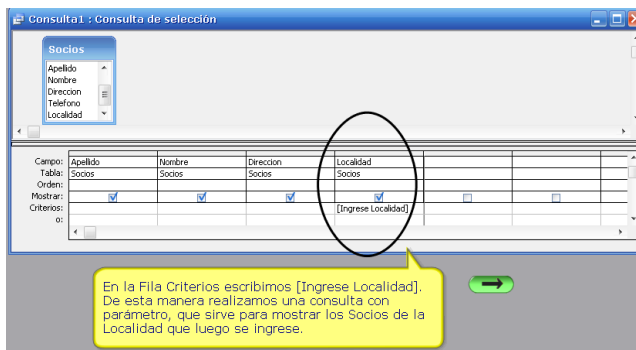 Consulta1 : Consulta de selección
Socios
Apellido
Nombre
Direccion
Telefono
Localidad
Campo: Apellido Nombre Direccion Localidad
Tabla: Socios Socios Socios Socios
Orden:
Mostrar:
Criterios: [Ingrese Localidad]
o:
En la Fila Criterios escribimos [Ingrese Localidad].
De esta manera realizamos una consulta con
parámetro, que sirve para mostrar los Socios de la
Localidad que luego se ingrese.